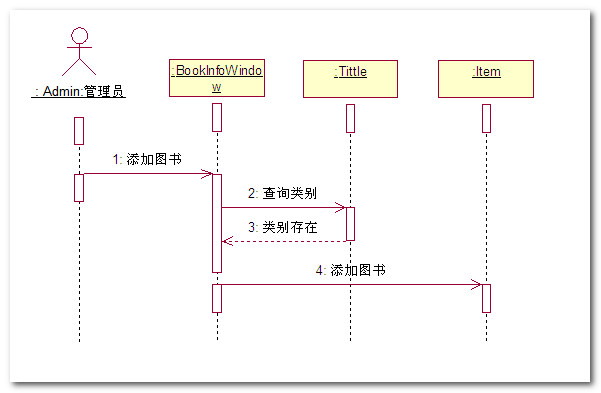 : Admin:管理员
:BookInfoWindo
w
:Tittle
:Item
1: 添加图书
2: 查询类别
3: 类别存在
4: 添加图书